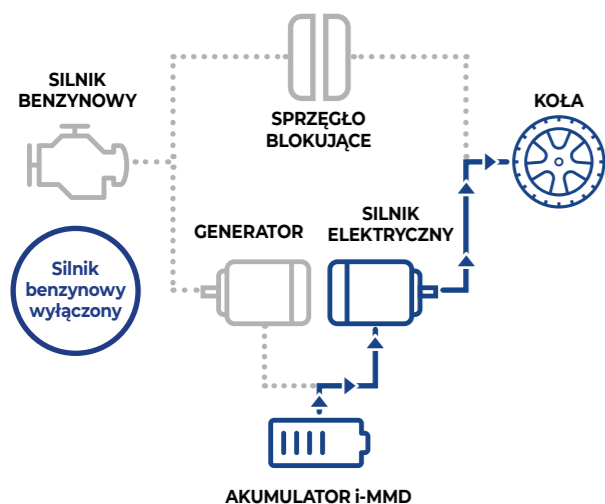 SILNIK
BENZYNOWY
SPRZĘGŁO
BLOKUJĄCE
KOŁA
GENERATOR
SILNIK
ELEKTRYCZNY
Silnik
benzynowy
wyłączony
AKUMULATOR i-MMD